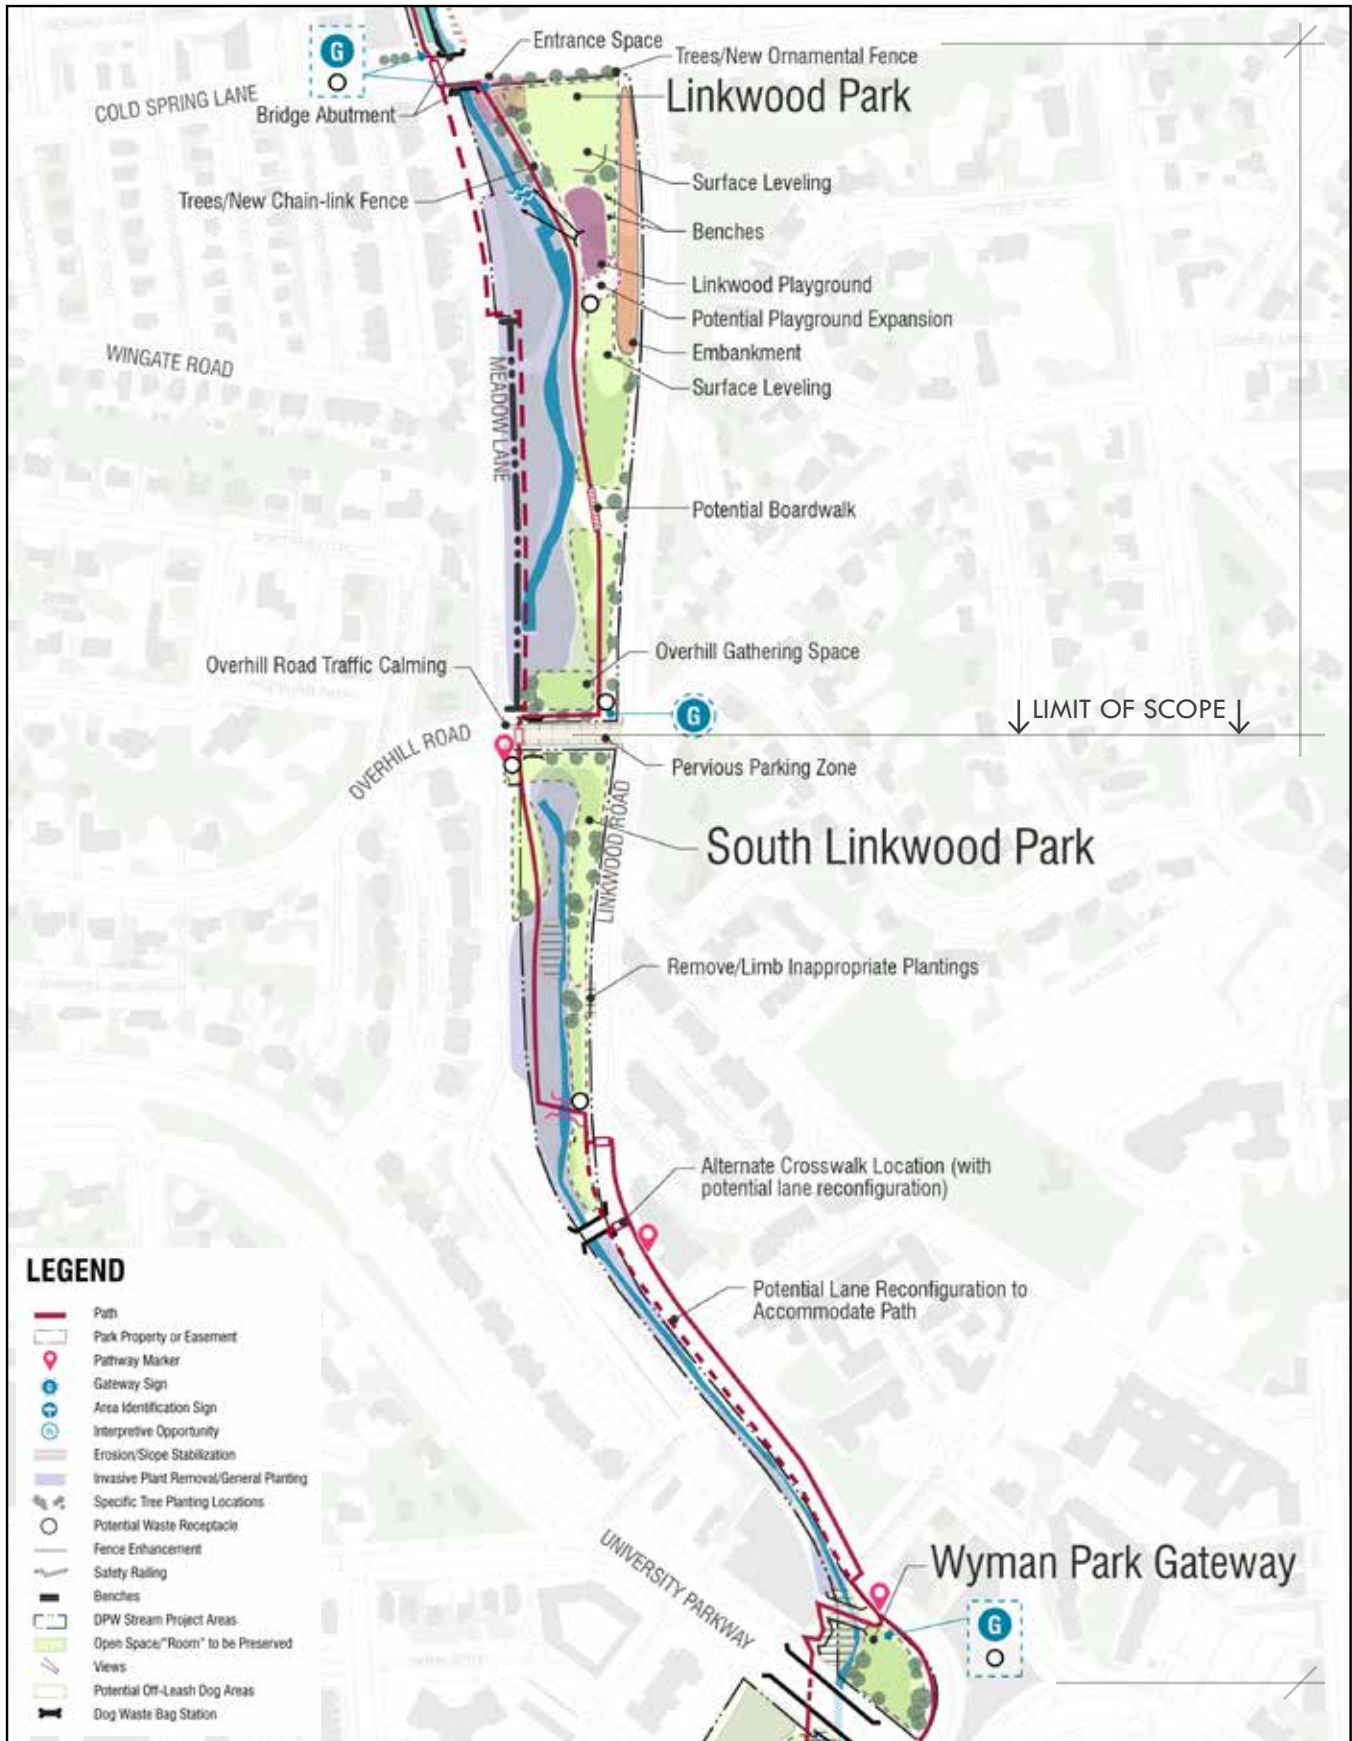 G
Entrance Space
Trees/New Ornamental Fence
Linkwood Park
COLD SPRING LANE
Bridge Abutment
Surface Leveling
Trees/New Chain-link Fence
Benches
Linkwood Playground
Potential Playground Expansion
Embankment
Surface Leveling
WINGATE ROAD
MEADOW LANE
Potential Boardwalk
Overhill Gathering Space
Overhill Road Traffic Calming
G
LIMIT OF SCOPE
OVERHILL ROAD
Pervious Parking Zone
LINKWOOD ROAD
South Linkwood Park
Remove/Limb Inappropriate Plantings
Alternate Crosswalk Location (with
potential lane reconfiguration)
Potential Lane Reconfiguration to
Accommodate Path
UNIVERSITY PARKWAY
Wyman Park Gateway
G
LEGEND
Path
Park Property or Easement
Pathway Marker
G
Gateway Sign
Area Identification Sign
Interpretive Opportunity
Erosion/Slope Stabilization
Invasive Plant Removal/General Planting
Specific Tree Planting Locations
Potential Waste Receptacle
Fence Enhancement
Safety Railing
Benches
DPW Stream Project Areas
Open Space/"Room" to be Preserved
Views
Potential Off-Leash Dog Areas
Dog Waste Bag Station